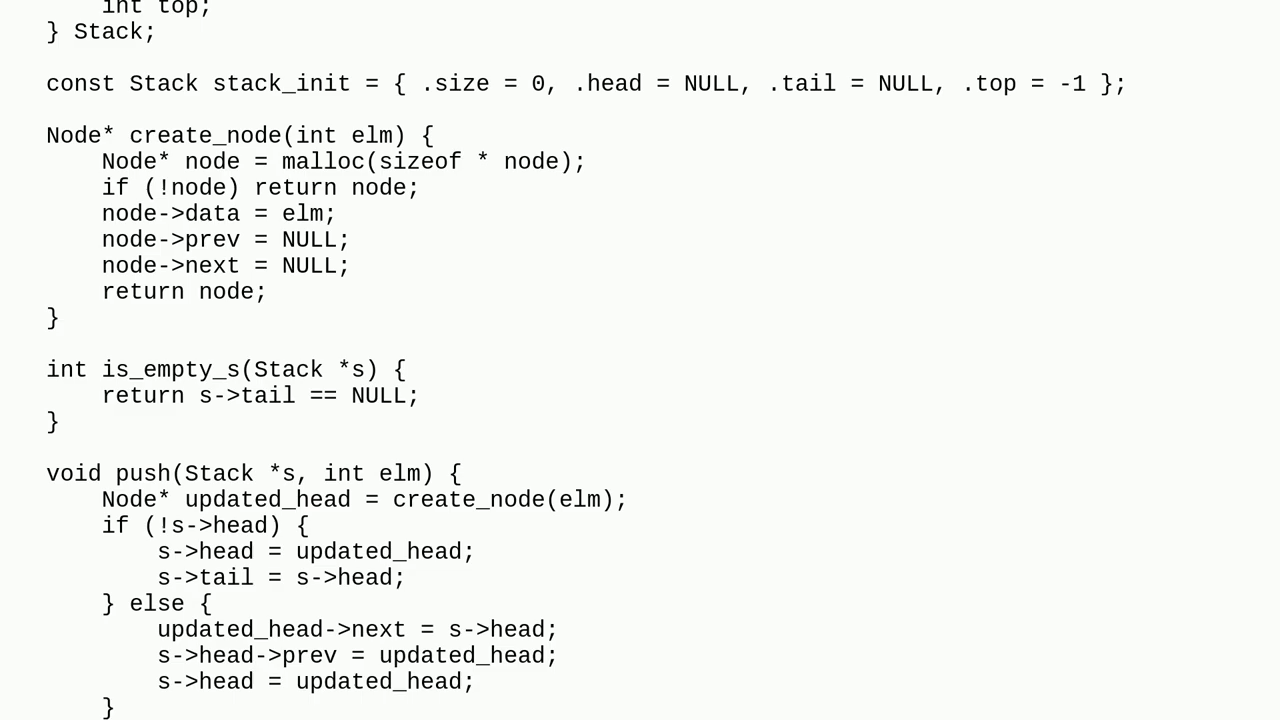 int top;
} Stack;

const Stack stack_init = { .size = 0, .head = NULL, .tail = NULL, .top = -1 };

Node* create_node(int elm) {
    Node* node = malloc(sizeof * node);
    if (!node) return node;
    node->data = elm;
    node->prev = NULL;
    node->next = NULL;
    return node;
}

int is_empty_s(Stack *s) {
    return s->tail == NULL;
}

void push(Stack *s, int elm) {
    Node* updated_head = create_node(elm);
    if (!s->head) {
        s->head = updated_head;
        s->tail = s->head;
    } else {
        updated_head->next = s->head;
        s->head->prev = updated_head;
        s->head = updated_head;
    }